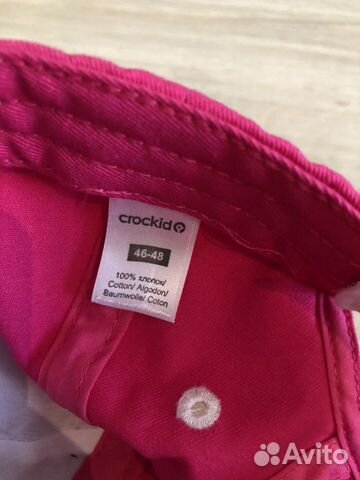 crockid
46-48
100% хлопок/
Cotton/ Algodon/
Baumwolle/ Coton
Avito